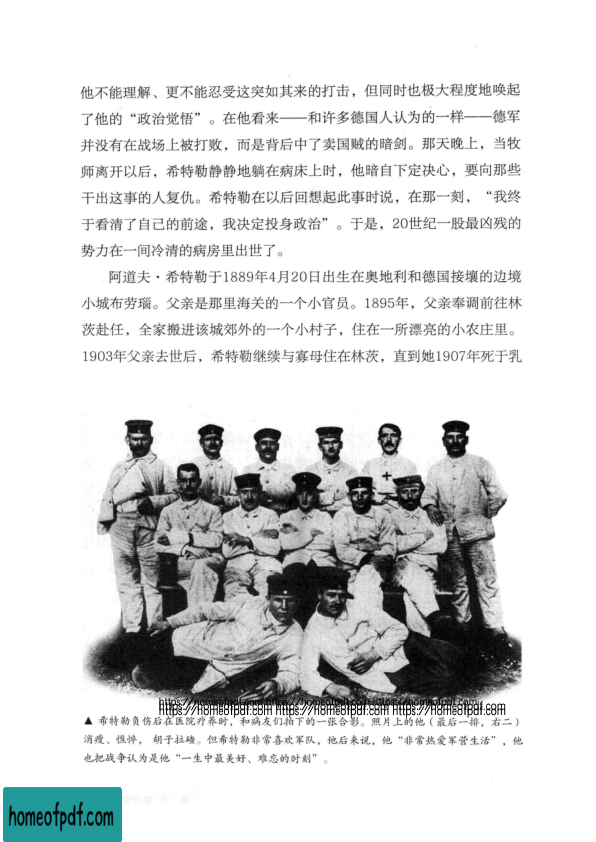 他不能理解、更不能忍受这突如其来的打击，但同时也极大程度地唤起
了他的“政治觉悟”。在他看来——和许多德国人认为的一样——德军
并没有在战场上被打败，而是背后中了卖国贼的暗剑。那天晚上，当牧
师离开以后，希特勒静静地躺在病床上时，他暗自下定决心，要向那些
干出这事的人复仇。希特勒在以后回想起此事时说，在那一刻，“我终
于看清了自己的前途，我决定投身政治”。于是，20世纪一股最凶残的
势力在一间冷清的病房里出世了。
阿道夫·希特勒于1889年4月20日出生在奥地利和德国接壤的边境
小城布劳瑙。父亲是那里海关的一个小官员。1895年，父亲奉调前往林
茨赴任，全家搬进该城郊外的一个小村子，住在一所漂亮的小农庄里。
1903年父亲去世后，希特勒继续与寡母住在林茨，直到她1907年死于乳
https://homeofpdf.com https://homeofpdf.com https://homeofpdf.com
▲ 希特勒负伤后在医院疗养时，和病友们拍下的一张合影。照片上的他（最后一排，右二）
消瘦、憔悴， 胡子拉碴。但希特勒非常喜欢军队，他后来说，他“非常热爱军营生活”，他
也把战争认为是他“一生中最美好、难忘的时刻”。
homeofpdf.com